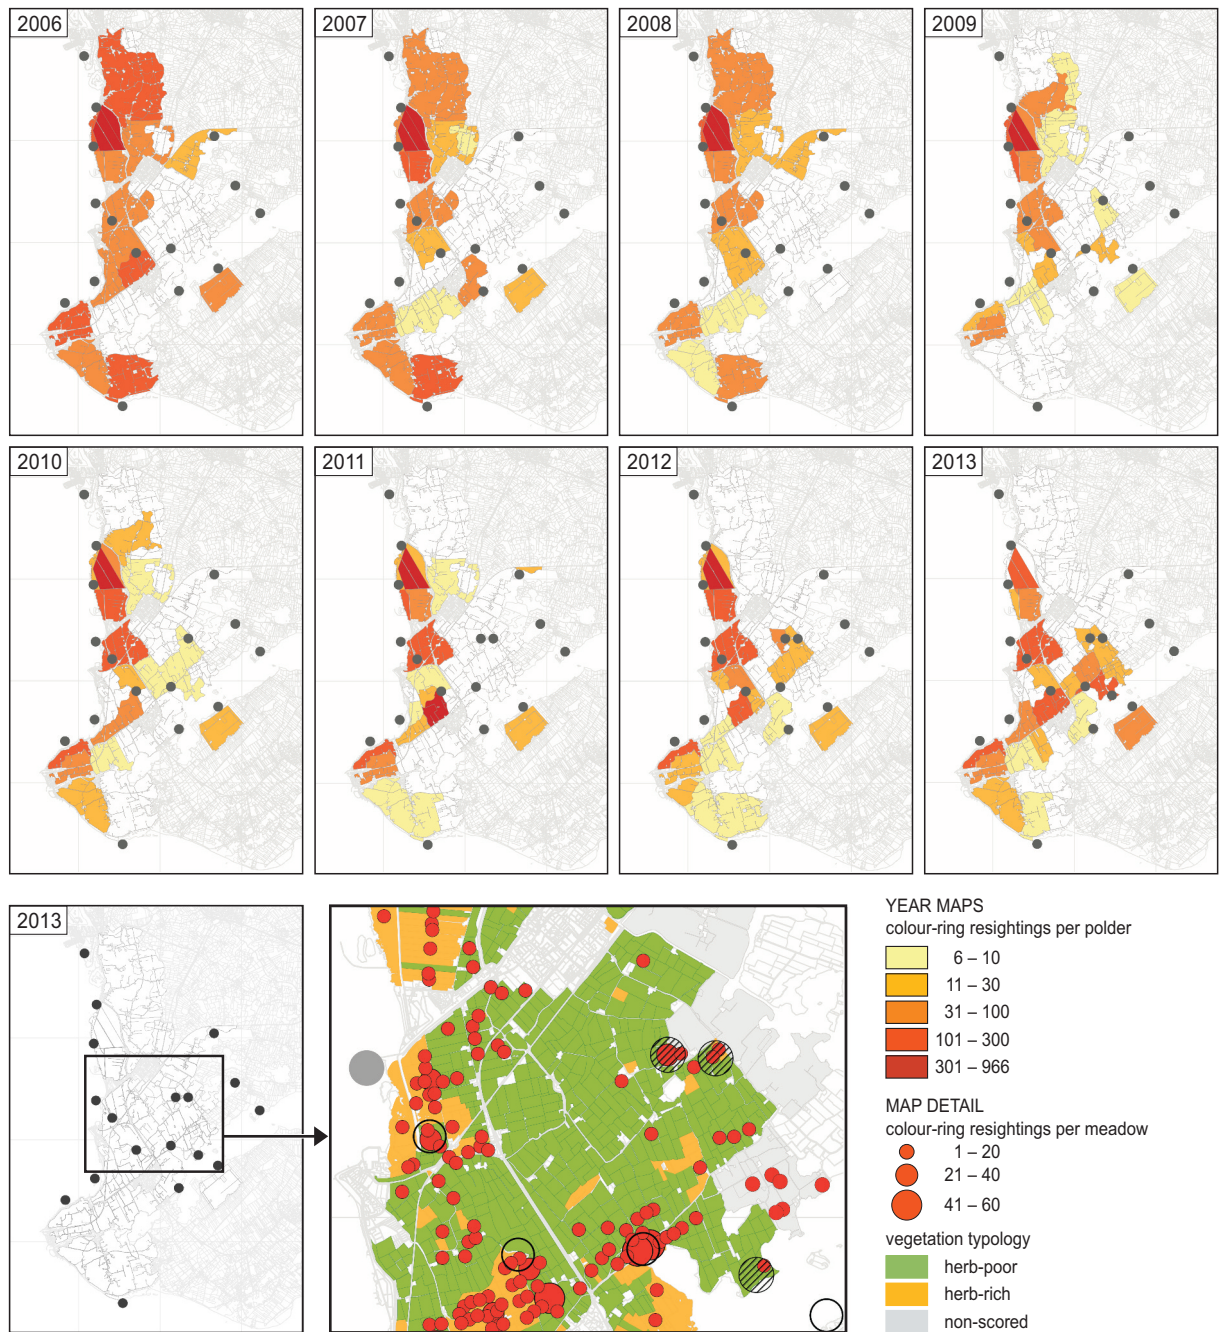 2006
2007
2008
2009
2010
2011
2012
2013
2013
YEAR MAPS
colour-ring resightings per polder
6 – 10
11 – 30
31 – 100
101 – 300
301 – 966
MAP DETAIL
colour-ring resightings per meadow
1 – 20
21 – 40
41 – 60
vegetation typology
herb-poor
herb-rich
non-scored